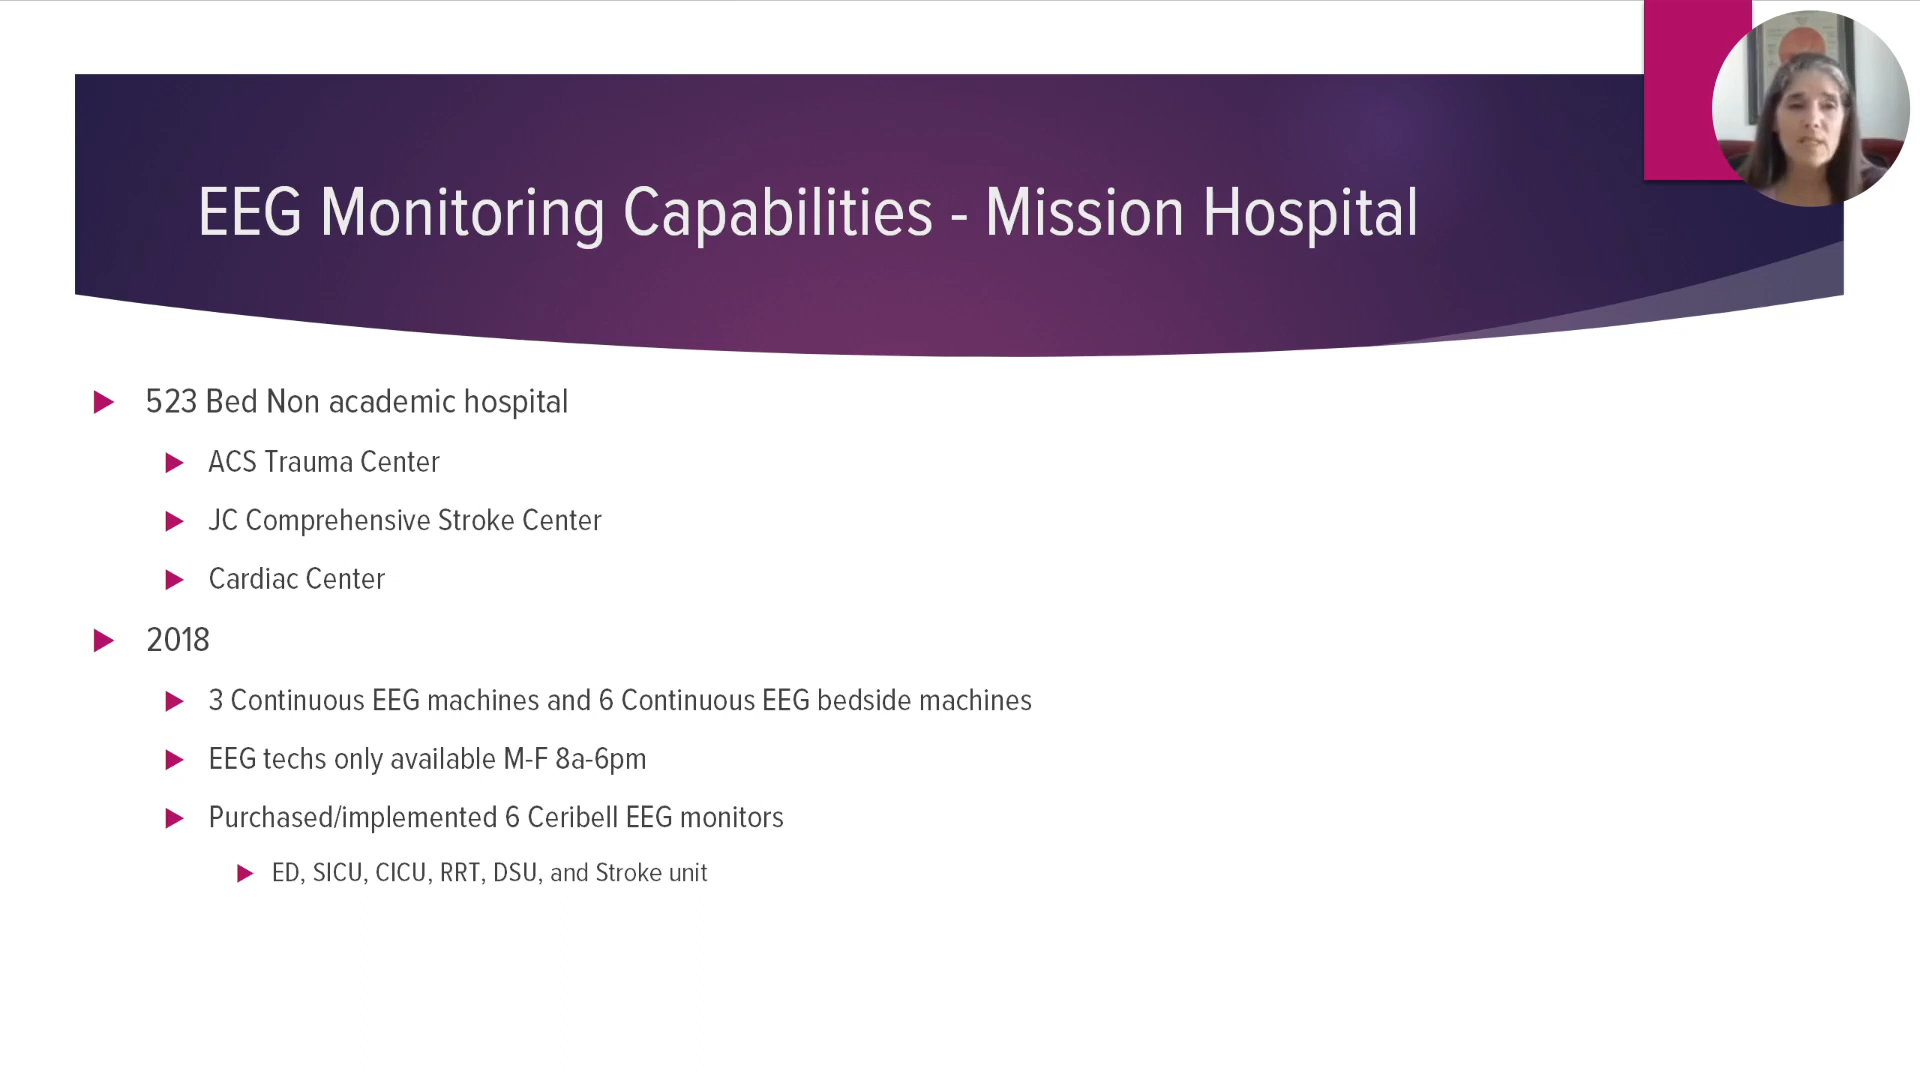 EEG Monitoring Capabilities - Mission Hospital
523 Bed Non academic hospital
ACS Trauma Center
JC Comprehensive Stroke Center
Cardiac Center
2018
3 Continuous EEG machines and 6 Continuous EEG bedside machines
EEG techs only available M-F 8a-6pm
Purchased/implemented 6 Ceribell EEG monitors
ED, SICU, CICU, RRT, DSU, and Stroke unit